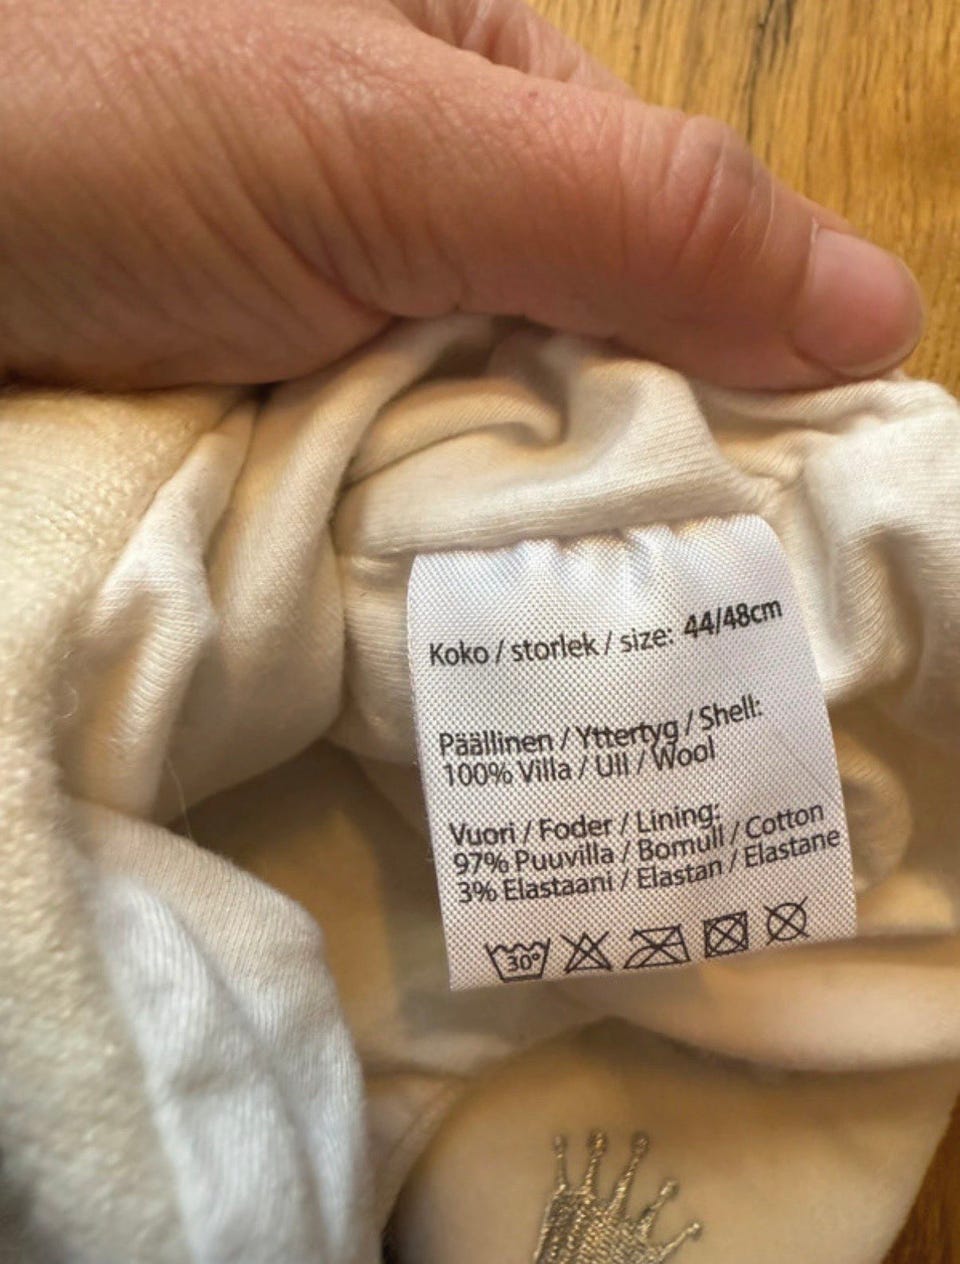 Koko / storlek / size: 44/48cm
Päällinen / Yttertyg / Shell:
100% Villa / Ull / Wool
Vuori / Foder / Lining:
97% Puuvilla / Bomull / Cotton
3% Elastaani / Elastan / Elastane
30°